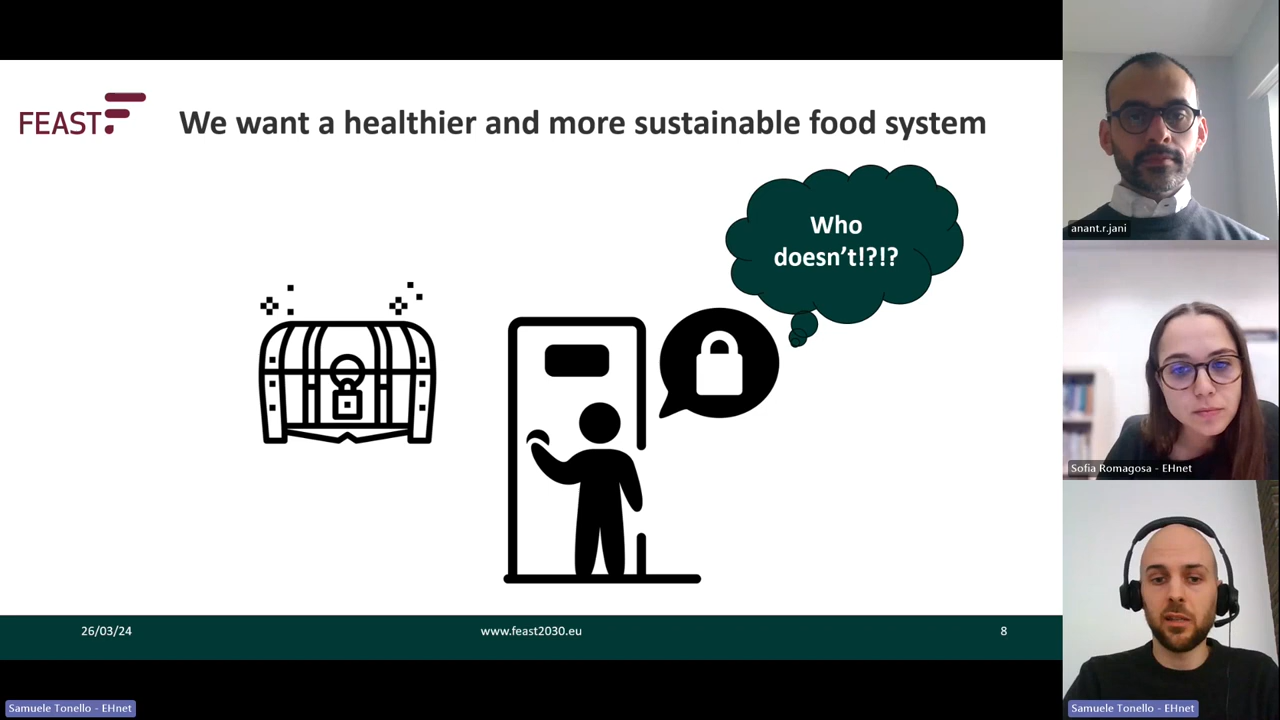 FEAST
We want a healthier and more sustainable food system
Who
doesn’t!?!?
26/03/24
www.feast2030.eu
8
Samuele Tonello - EHnet
anant.r.jani
Sofia Romagosa - EHnet
Samuele Tonello - EHnet